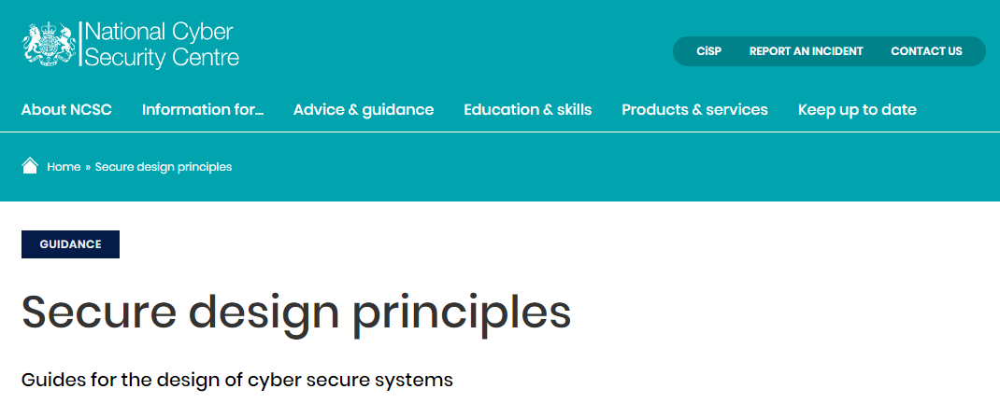 National Cyber
Security Centre
CiSP REPORT AN INCIDENT CONTACT US
About NCSC Information for... Advice & guidance Education & skills Products & services Keep up to date
Home » Secure design principles
GUIDANCE
Secure design principles
Guides for the design of cyber secure systems